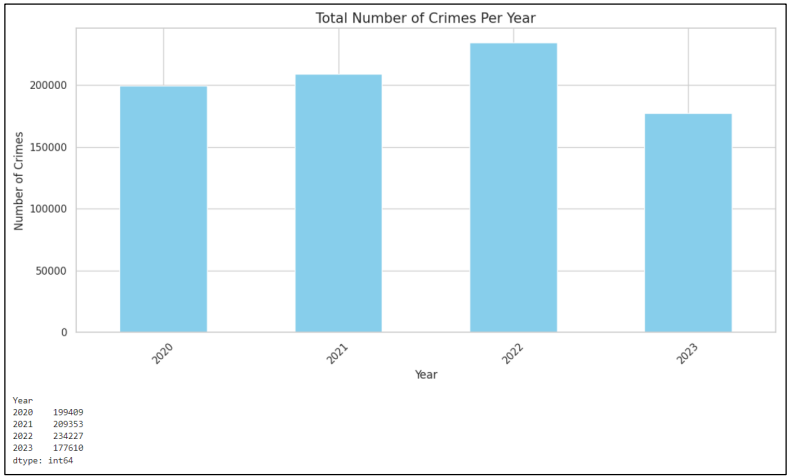 Total Number of Crimes Per Year
Number of Crimes
200000
150000
100000
50000
0
2020 2021 2022 2023
Year
Year
2020 199409
2021 209353
2022 234227
2023 177610
dtype: int64